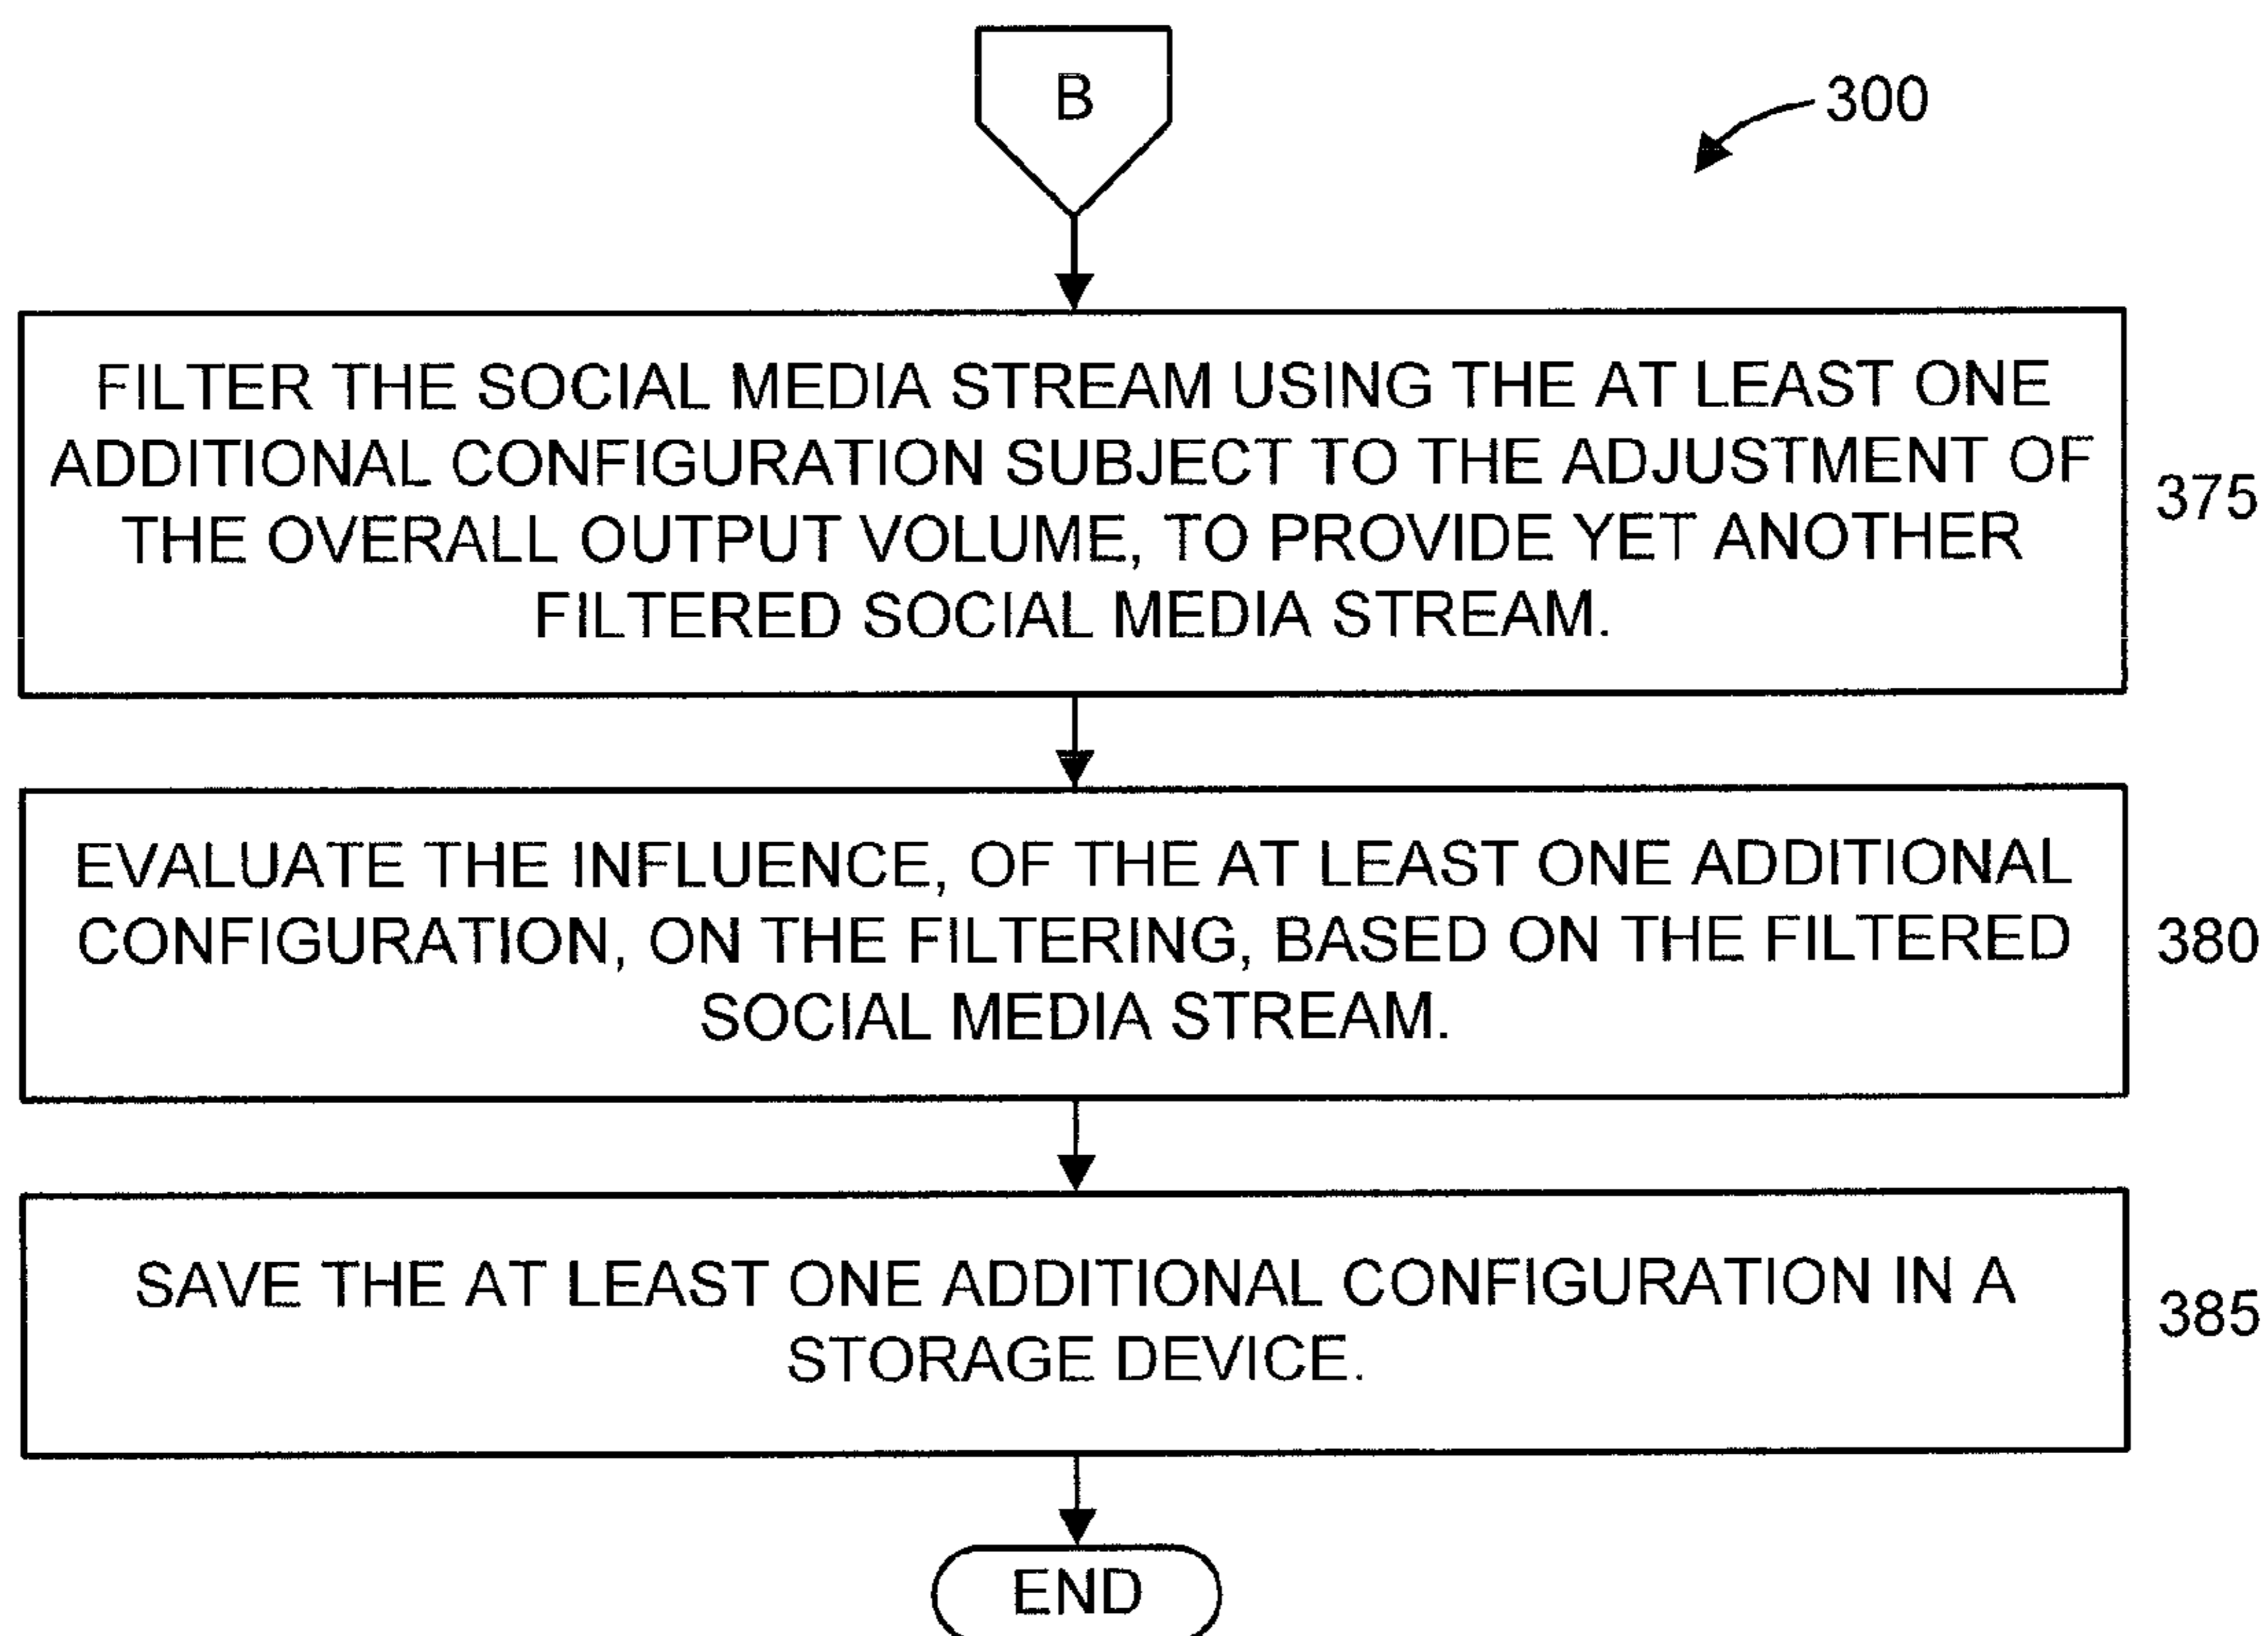 B
300
FILTER THE SOCIAL MEDIA STREAM USING THE AT LEAST ONE
ADDITIONAL CONFIGURATION SUBJECT TO THE ADJUSTMENT OF
THE OVERALL OUTPUT VOLUME, TO PROVIDE YET ANOTHER
FILTERED SOCIAL MEDIA STREAM.
375
EVALUATE THE INFLUENCE, OF THE AT LEAST ONE ADDITIONAL
CONFIGURATION, ON THE FILTERING, BASED ON THE FILTERED
SOCIAL MEDIA STREAM.
380
SAVE THE AT LEAST ONE ADDITIONAL CONFIGURATION IN A
STORAGE DEVICE.
385
END